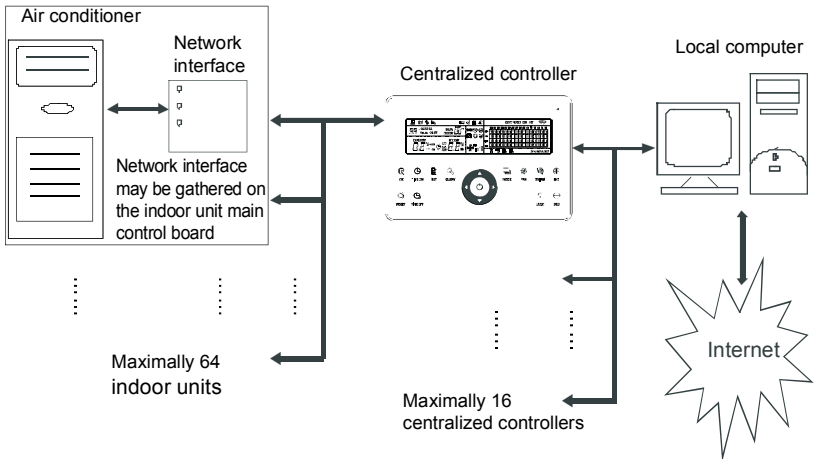 Air conditioner
Network
interface
Network interface
may be gathered on
the indoor unit main
control board
Maximally 64
indoor units
Centralized controller
Maximally 16
centralized controllers
Local computer
Internet